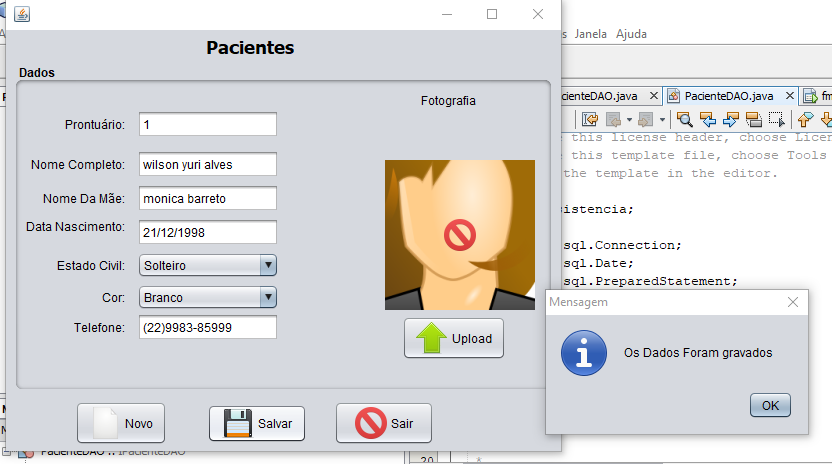 s Janela Ajuda
Pacientes
Dados
Fotografia
Prontuário: 1
Nome Completo: wilson yuri alves
Nome Da Mãe: monica barreto
Data Nascimento: 21/12/1998
Estado Civil: Solteiro
Cor: Branco
Telefone: (22)9983-85999
Upload
Novo
Salvar
Sair
cienteDAO.java
PacienteDAO.java
fm
this license header, choose Licen
this template file, choose Tools
the template in the editor.
sistencia;
sql.Connection;
sql.Date;
sql.PreparedStatement;
Mensagem
Os Dados Foram gravados
OK
PacienteDAO :: IPacienteDAO
20 *